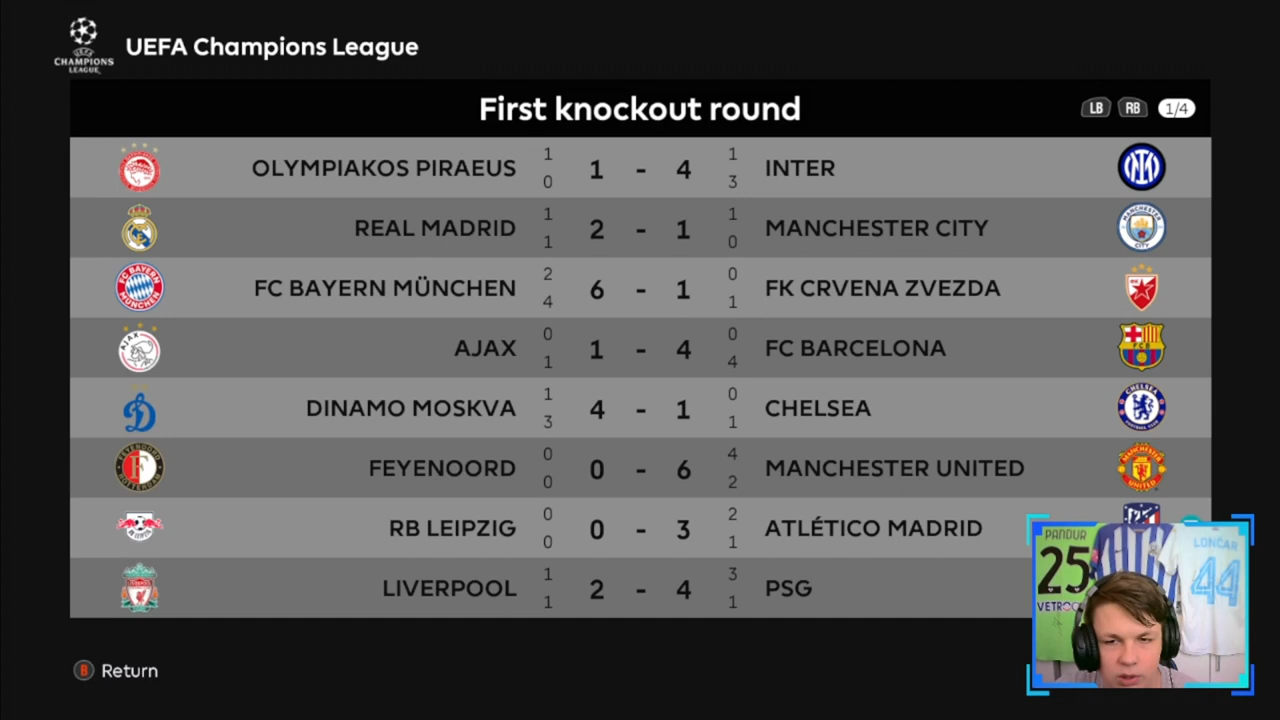 UEFA Champions League
UEFA
CHAMPIONS
LEAGUE
First knockout round LB RB 1/4
OLYMPIAKOS PIRAEUS 1 0 1 - 4 1 3 INTER
REAL MADRID 1 1 2 - 1 1 0 MANCHESTER CITY
FC BAYERN MÜNCHEN 2 4 6 - 1 0 1 FK CRVENA ZVEZDA
AJAX 0 1 1 - 4 0 4 FC BARCELONA
DINAMO MOSKVA 1 3 4 - 1 0 1 CHELSEA
FEYENOORD 0 0 0 - 6 4 2 MANCHESTER UNITED
RB LEIPZIG 0 0 0 - 3 2 1 ATLÉTICO MADRID
LIVERPOOL 1 1 2 - 4 3 1 PSG
PANDUR
25
LONČAR
44
B Return